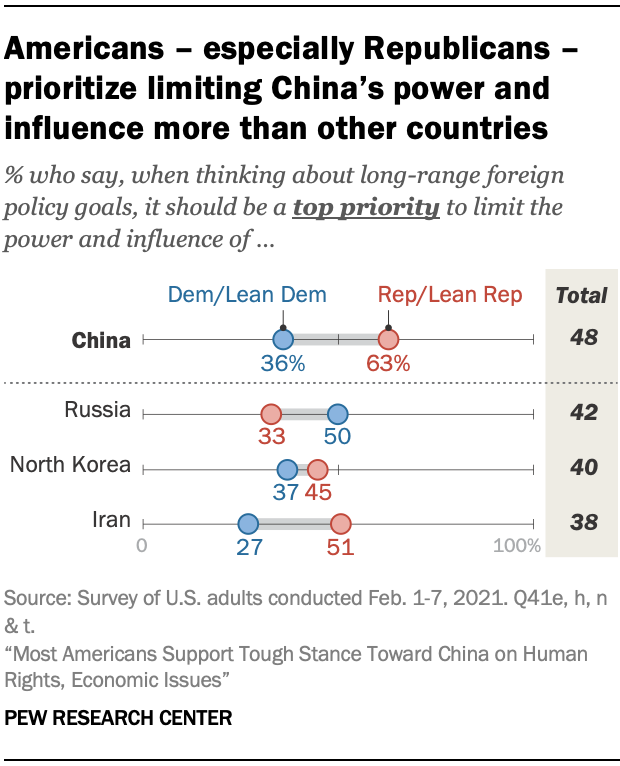 Americans – especially Republicans –
prioritize limiting China's power and
influence more than other countries
% who say, when thinking about long-range foreign
policy goals, it should be a top priority to limit the
power and influence of ...
Dem/Lean Dem Rep/Lean Rep Total
China 48
36% 63%
Russia 42
33 50
North Korea 40
37 45
Iran 38
0 27 51 100%
Source: Survey of U.S. adults conducted Feb. 1-7, 2021. Q41e, h, n
& t.
“Most Americans Support Tough Stance Toward China on Human
Rights, Economic Issues”
PEW RESEARCH CENTER